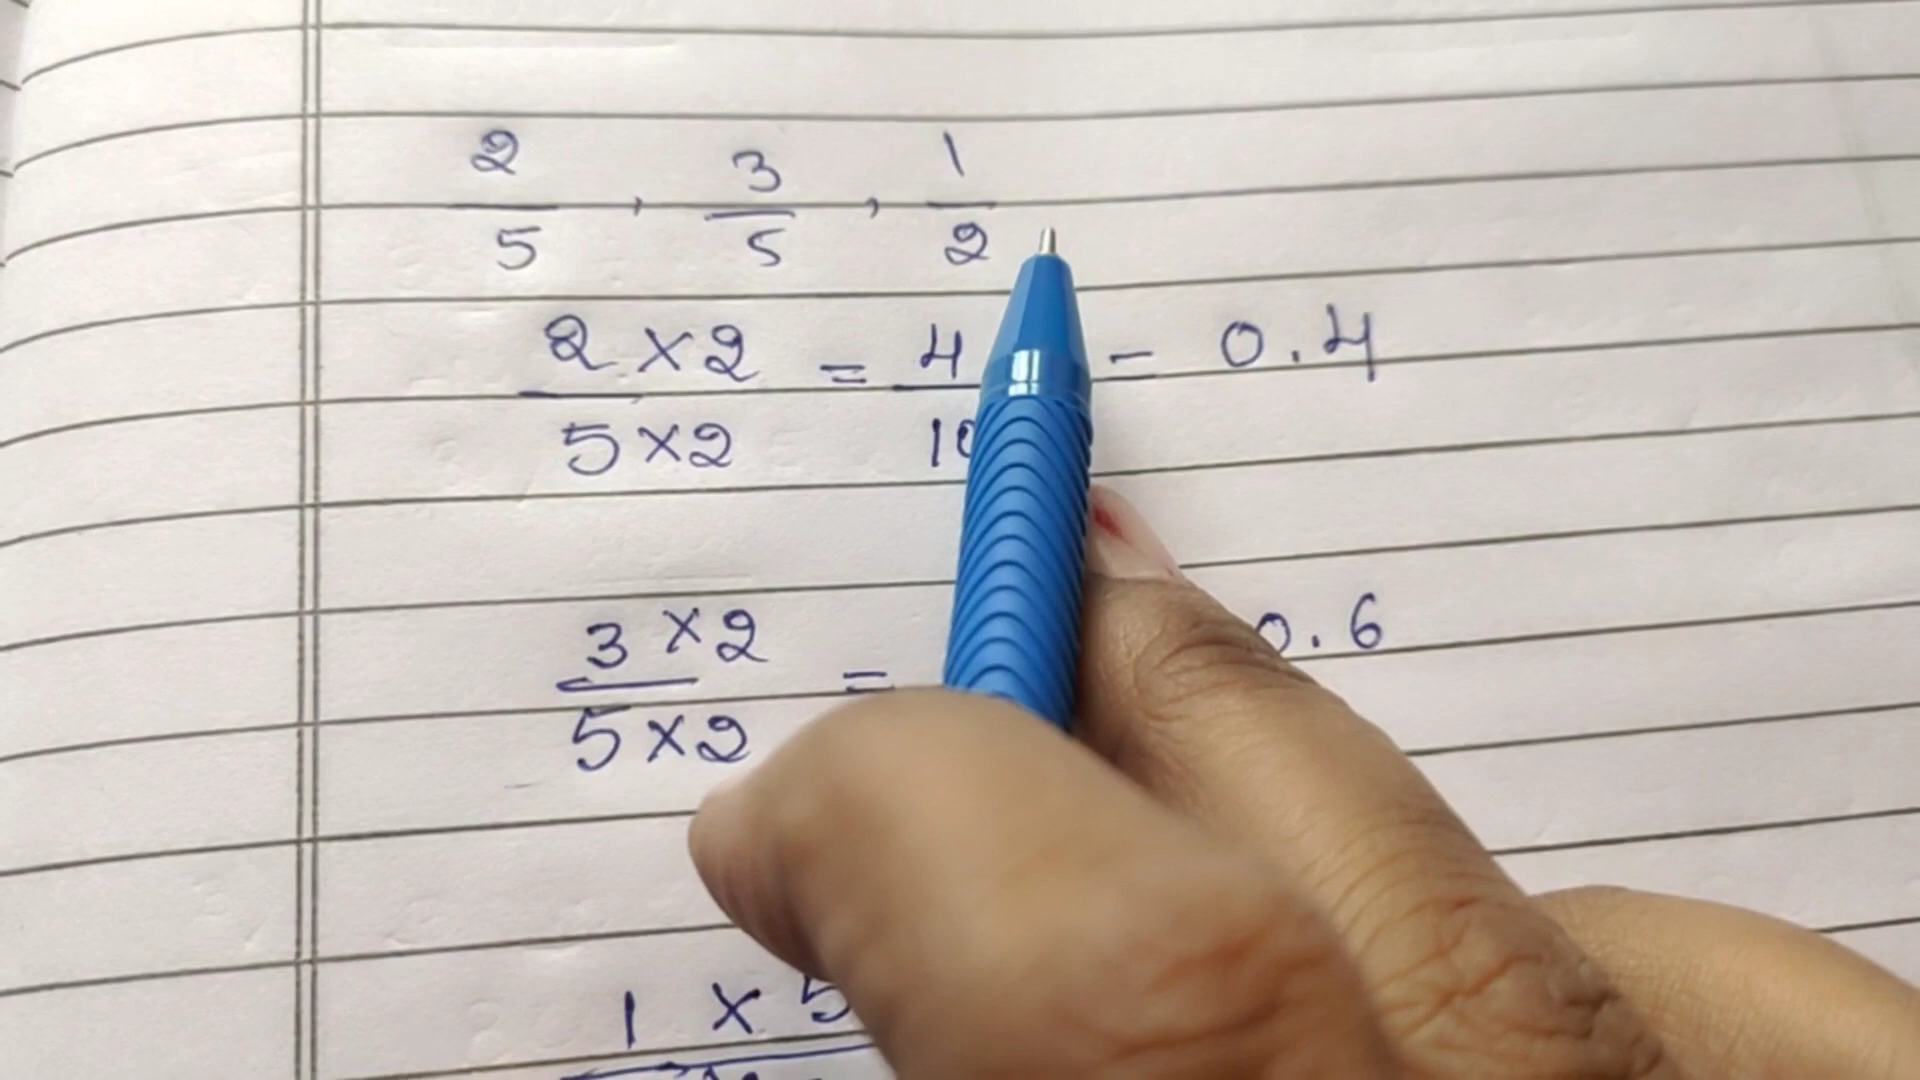 2/5 , 3/5 , 1/2
2 × 2 / 5 × 2 = 4 / 10 – 0.4
3 × 2 / 5 × 2 = 0.6
1 × 5